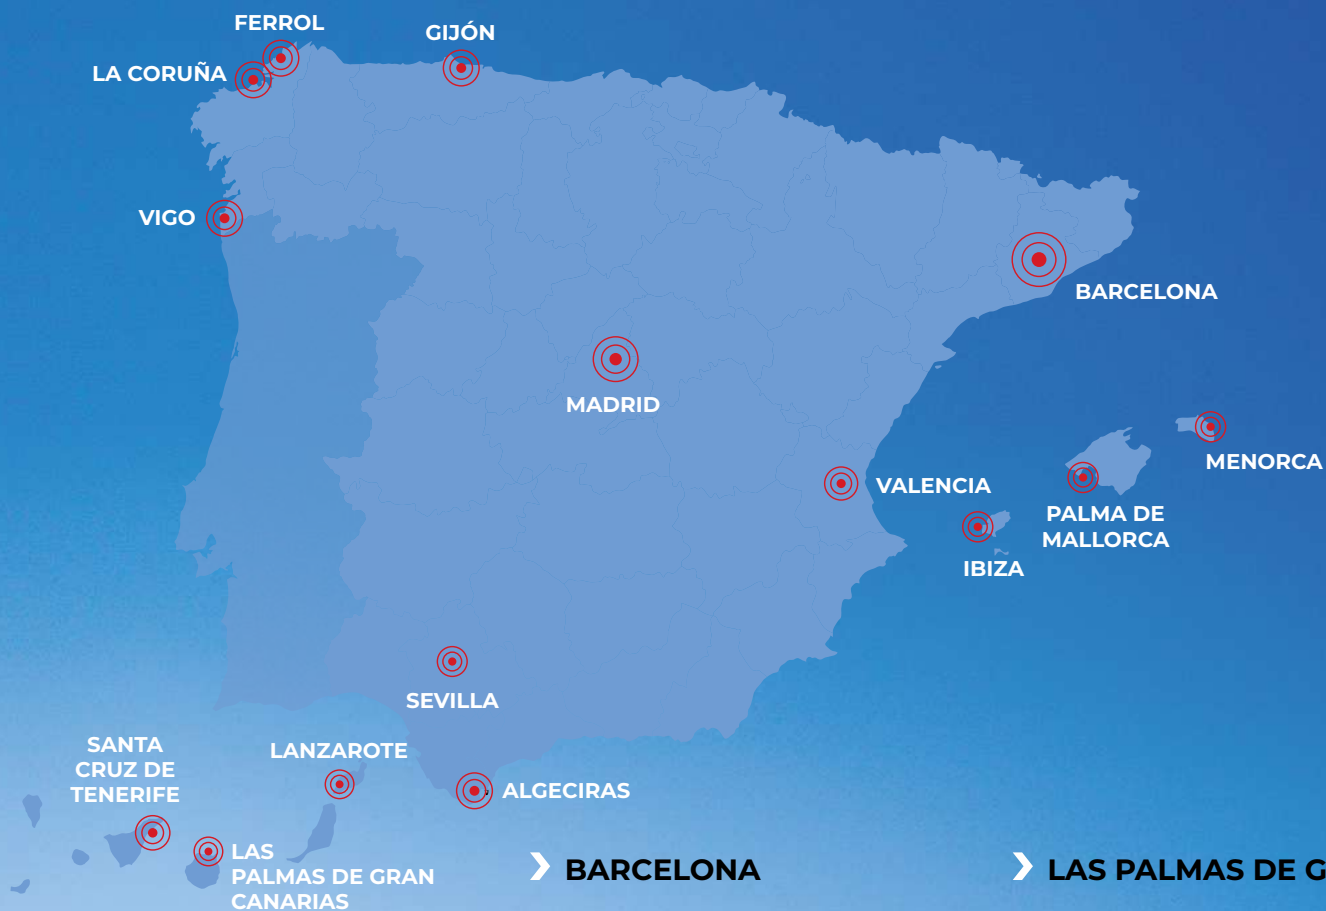 FERROL
GIJÓN
LA CORUÑA
VIGO
BARCELONA
MADRID
MENORCA
VALENCIA
PALMA DE
MALLORCA
IBIZA
SEVILLA
SANTA
CRUZ DE
TENERIFE
LANZAROTE
ALGECIRAS
LAS
PALMAS DE GRAN
CANARIAS
BARCELONA
LAS PALMAS DE G